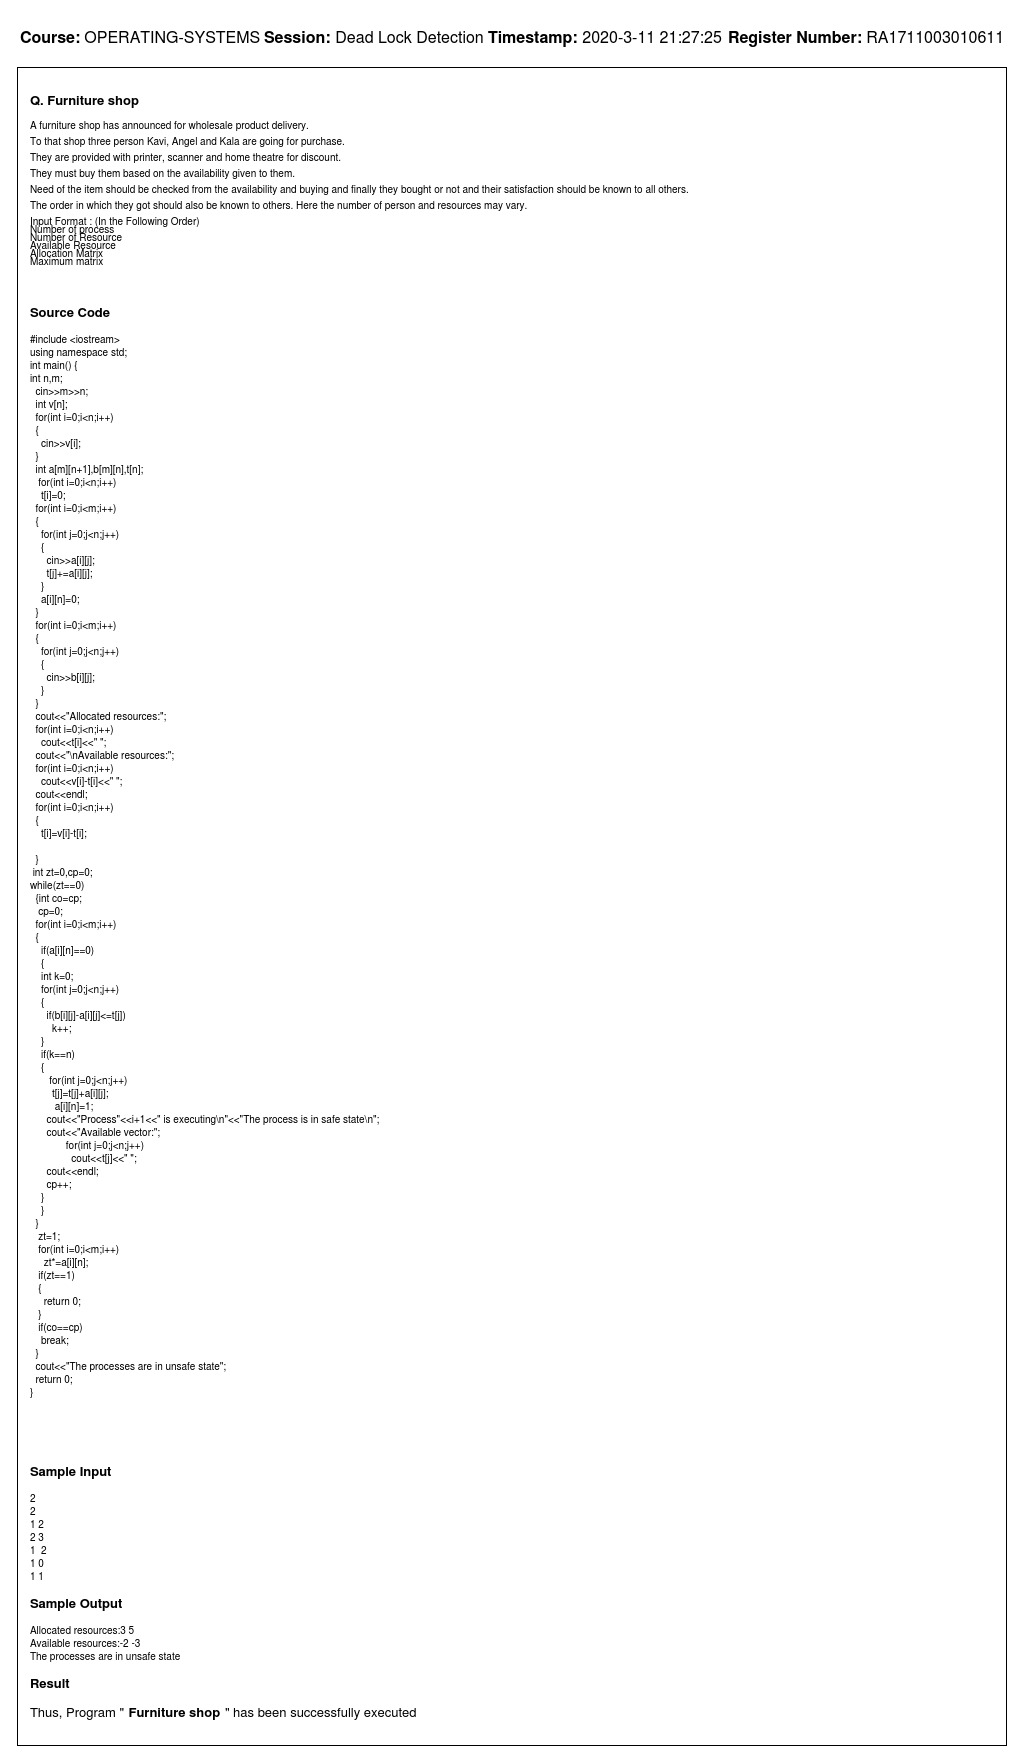 Course: OPERATING-SYSTEMS Session: Dead Lock Detection Timestamp: 2020-3-11 21:27:25 Register Number: RA1711003010611
Q. Furniture shop
A furniture shop has announced for wholesale product delivery.
To that shop three person Kavi, Angel and Kala are going for purchase.
They are provided with printer, scanner and home theatre for discount.
They must buy them based on the availability given to them.
Need of the item should be checked from the availability and buying and finally they bought or not and their satisfaction should be known to all others.
The order in which they got should also be known to others. Here the number of person and resources may vary.
Input Format : (In the Following Order)
Number of process
Number of Resource
Available Resource
Allocation Matrix
Maximum matrix
Source Code
#include <iostream>
using namespace std;
int main() {
int n,m;
cin>>m>>n;
int v[n];
for(int i=0;i<n;i++)
{
cin>>v[i];
}
int a[m][n+1],b[m][n],t[n];
for(int i=0;i<n;i++)
t[i]=0;
for(int i=0;i<m;i++)
{
for(int j=0;j<n;j++)
{
cin>>a[i][j];
t[j]+=a[i][j];
}
a[i][n]=0;
}
for(int i=0;i<m;i++)
{
for(int j=0;j<n;j++)
{
cin>>b[i][j];
}
}
cout<<"Allocated resources:";
for(int i=0;i<n;i++)
cout<<t[i]<<" ";
cout<<"\nAvailable resources:";
for(int i=0;i<n;i++)
cout<<v[i]-t[i]<<" ";
cout<<endl;
for(int i=0;i<n;i++)
{
t[i]=v[i]-t[i];
}
int zt=0,cp=0;
while(zt==0)
{int co=cp;
cp=0;
for(int i=0;i<m;i++)
{
if(a[i][n]==0)
{
int k=0;
for(int j=0;j<n;j++)
{
if(b[i][j]-a[i][j]<=t[j])
k++;
}
if(k==n)
{
for(int j=0;j<n;j++)
t[j]=t[j]+a[i][j];
a[i][n]=1;
cout<<"Process"<<i+1<<" is executing\n"<<"The process is in safe state\n";
cout<<"Available vector:";
for(int j=0;j<n;j++)
cout<<t[j]<<" ";
cout<<endl;
cp++;
}
}
}
zt=1;
for(int i=0;i<m;i++)
zt*=a[i][n];
if(zt==1)
{
return 0;
}
if(co==cp)
break;
}
cout<<"The processes are in unsafe state";
return 0;
}
Sample Input
2
2
1 2
2 3
1  2
1 0
1 1
Sample Output
Allocated resources:3 5
Available resources:-2 -3
The processes are in unsafe state
Result
Thus, Program " Furniture shop " has been successfully executed